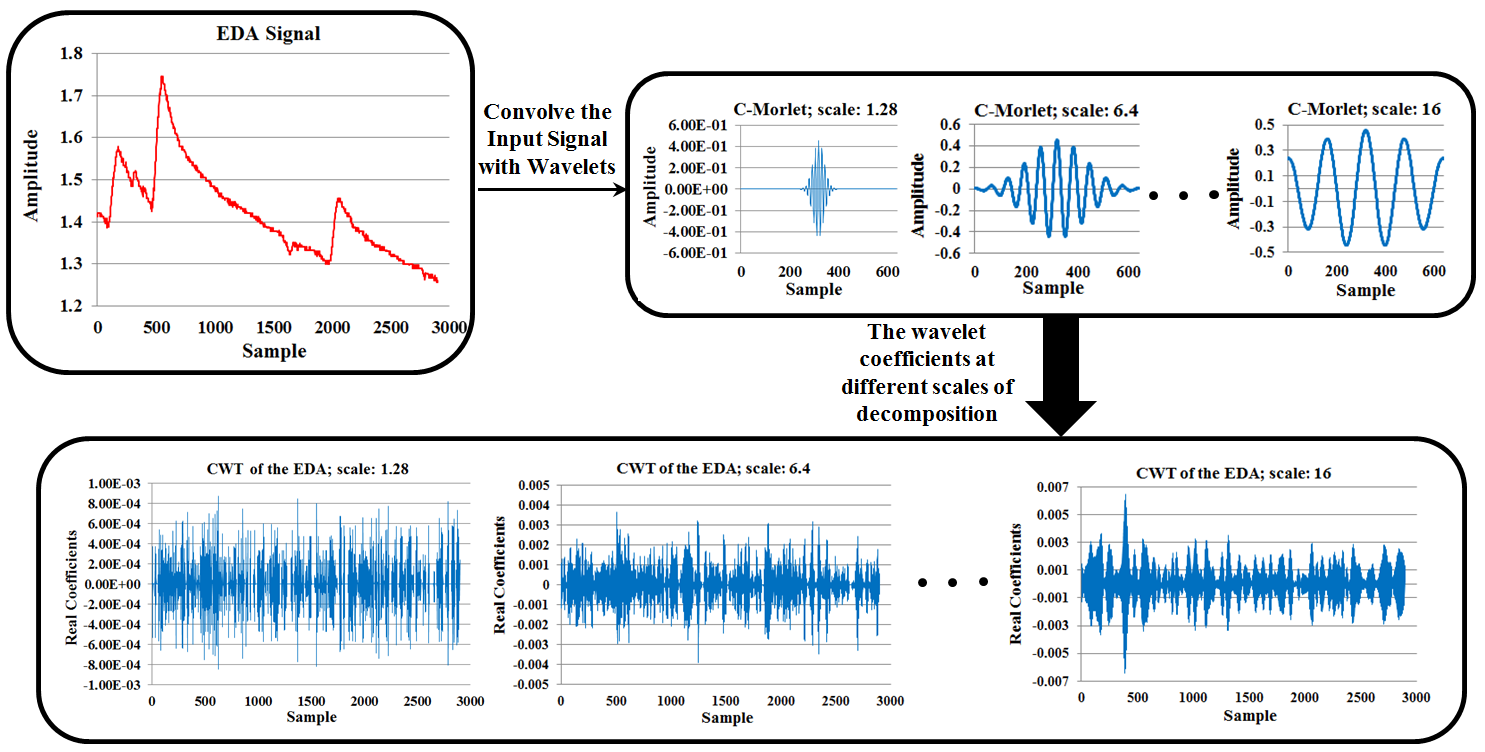 EDA Signal
Amplitude
1.8
1.7
1.6
1.5
1.4
1.3
1.2
0 500 1000 1500 2000 2500 3000
Sample
Convolve the
Input Signal
with Wavelets
C-Morlet; scale: 1.28
Amplitude
6.00E-01
4.00E-01
2.00E-01
0.00E+00
-2.00E-01
-4.00E-01
-6.00E-01
0 200 400 600
Sample
C-Morlet; scale: 6.4
Amplitude
0.6
0.4
0.2
0
-0.2
-0.4
-0.6
0 200 400 600
Sample
C-Morlet; scale: 16
Amplitude
0.5
0.3
0.1
-0.1
-0.3
-0.5
0 200 400 600
Sample
The wavelet
coefficients at
different scales of
decomposition
CWT of the EDA; scale: 1.28
Real Coefficients
1.00E-03
8.00E-04
6.00E-04
4.00E-04
2.00E-04
0.00E+00
-2.00E-04
-4.00E-04
-6.00E-04
-8.00E-04
-1.00E-03
0 500 1000 1500 2000 2500 3000
Sample
CWT of the EDA; scale: 6.4
Real Coefficients
0.005
0.004
0.003
0.002
0.001
0
-0.001
-0.002
-0.003
-0.004
-0.005
0 500 1000 1500 2000 2500 3000
Sample
CWT of the EDA; scale: 16
Real Coefficients
0.007
0.005
0.003
0.001
-0.001
-0.003
-0.005
-0.007
0 500 1000 1500 2000 2500 3000
Sample